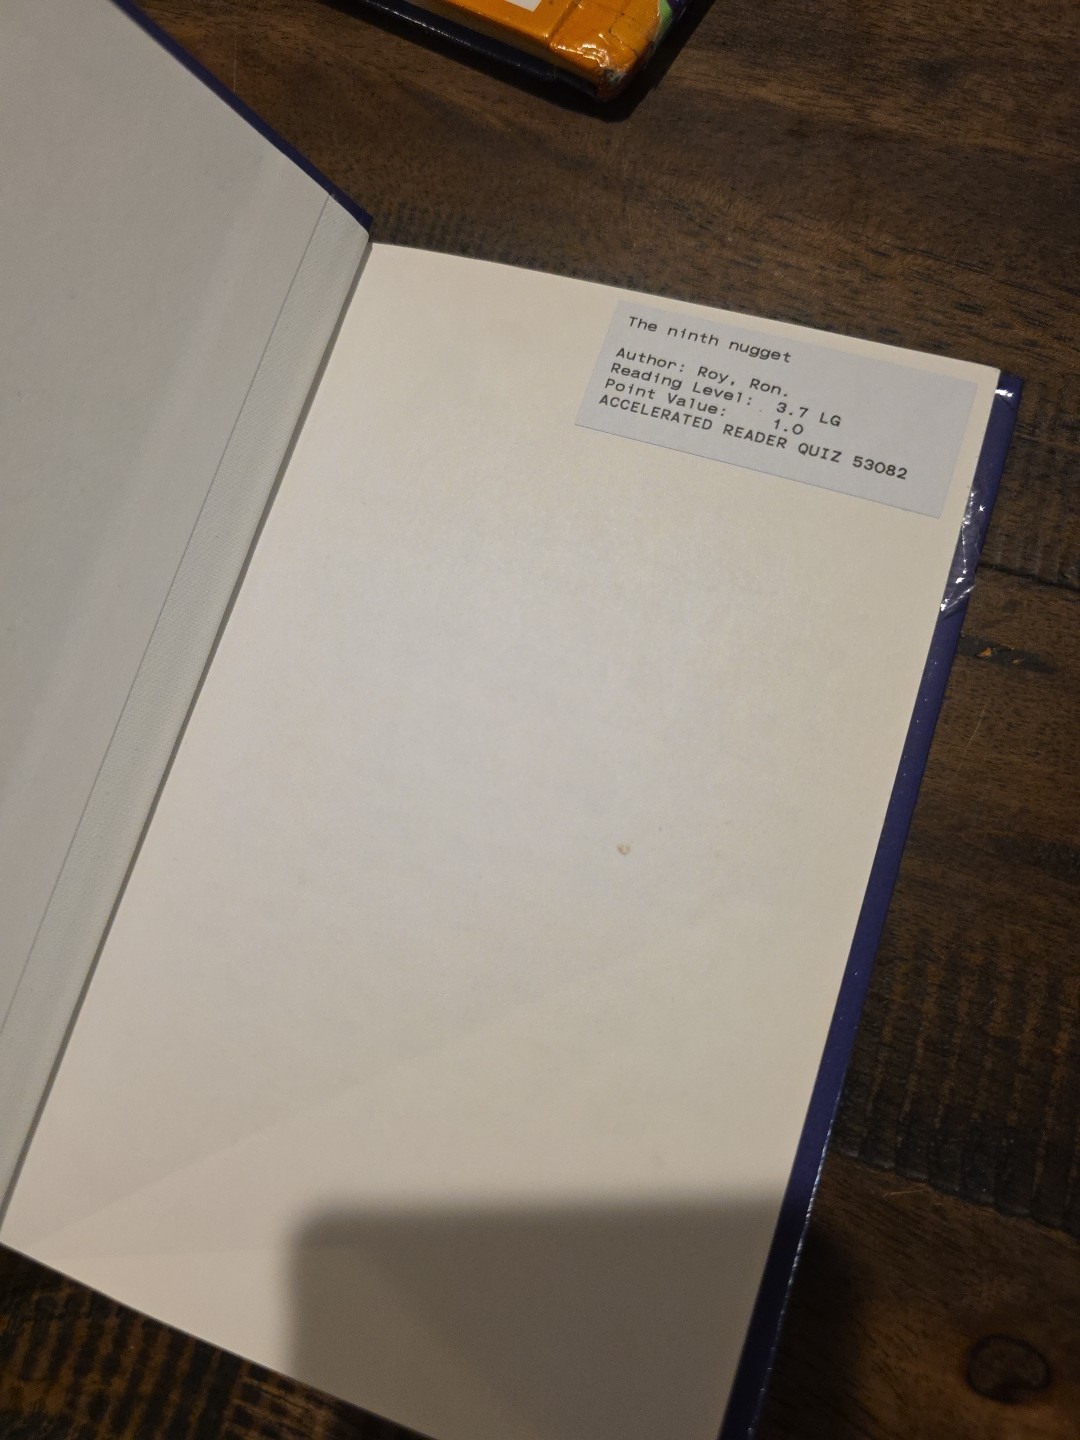 The ninth nugget
Author: Roy, Ron.
Reading Level: 3.7 LG
Point Value: 1.0
ACCELERATED READER QUIZ 53082